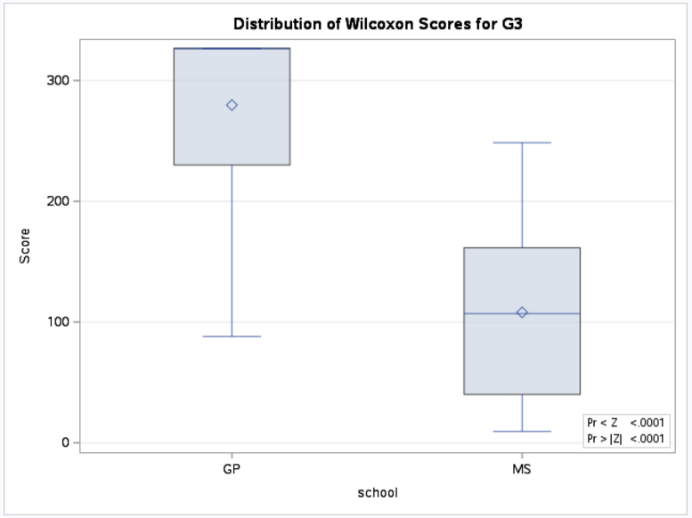 Distribution of Wilcoxon Scores for G3
300
200
100
0
Score
GP
MS
school
Pr < Z <.0001
Pr > |Z| <.0001